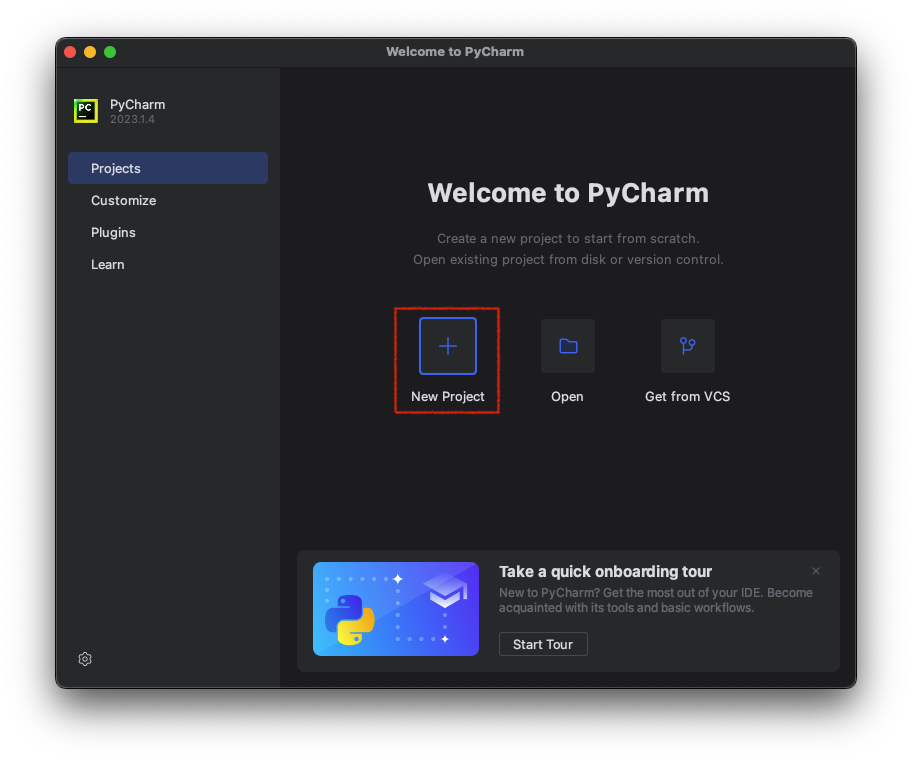 Welcome to PyCharm
PC
PyCharm
2023.1.4
Projects
Customize
Plugins
Learn
Welcome to PyCharm
Create a new project to start from scratch.
Open existing project from disk or version control.
New Project
Open
Get from VCS
Take a quick onboarding tour
New to PyCharm? Get the most out of your IDE. Become
acquainted with its tools and basic workflows.
Start Tour